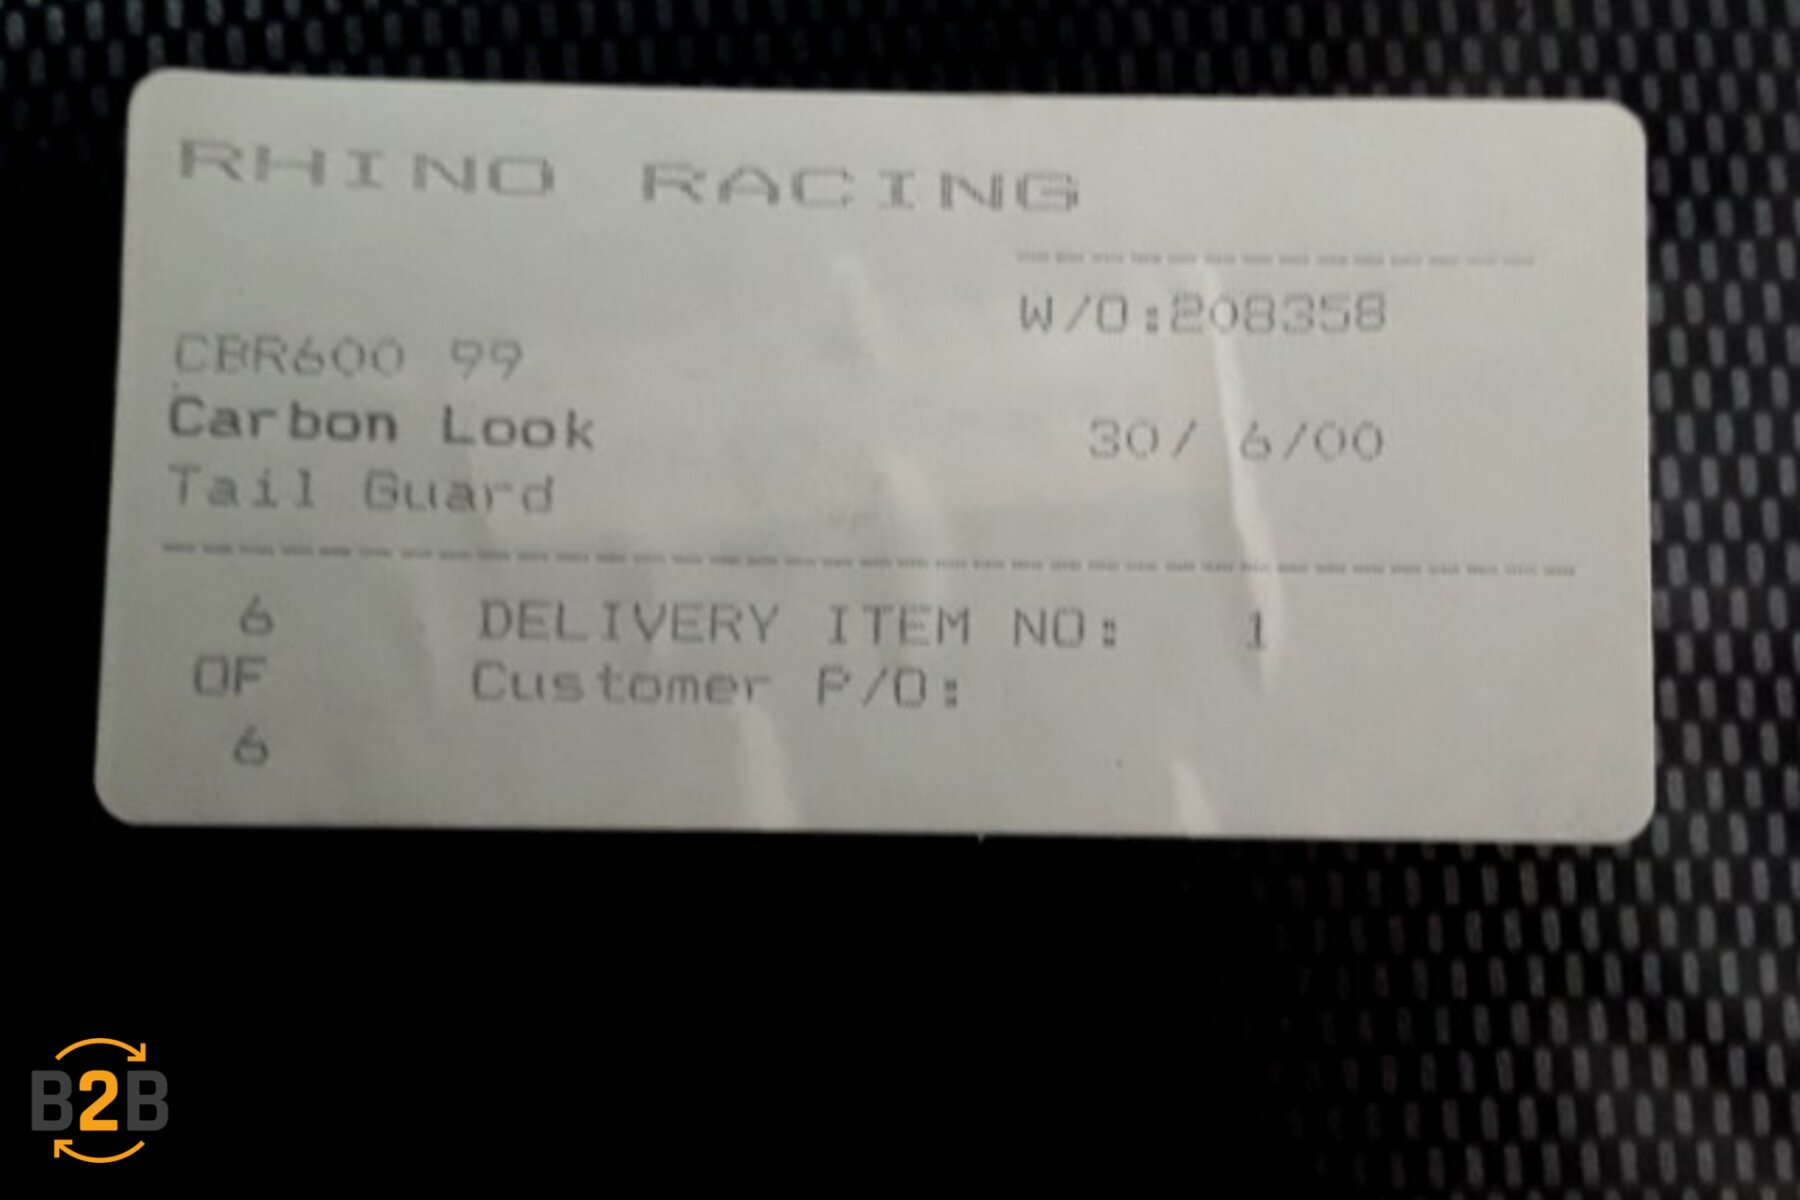 RHINO RACING
W/O:208358
CBR600 99
Carbon Look
30/ 6/00
Tail Guard
6
OF
6
DELIVERY ITEM NO: 1
Customer P/O:
B2B